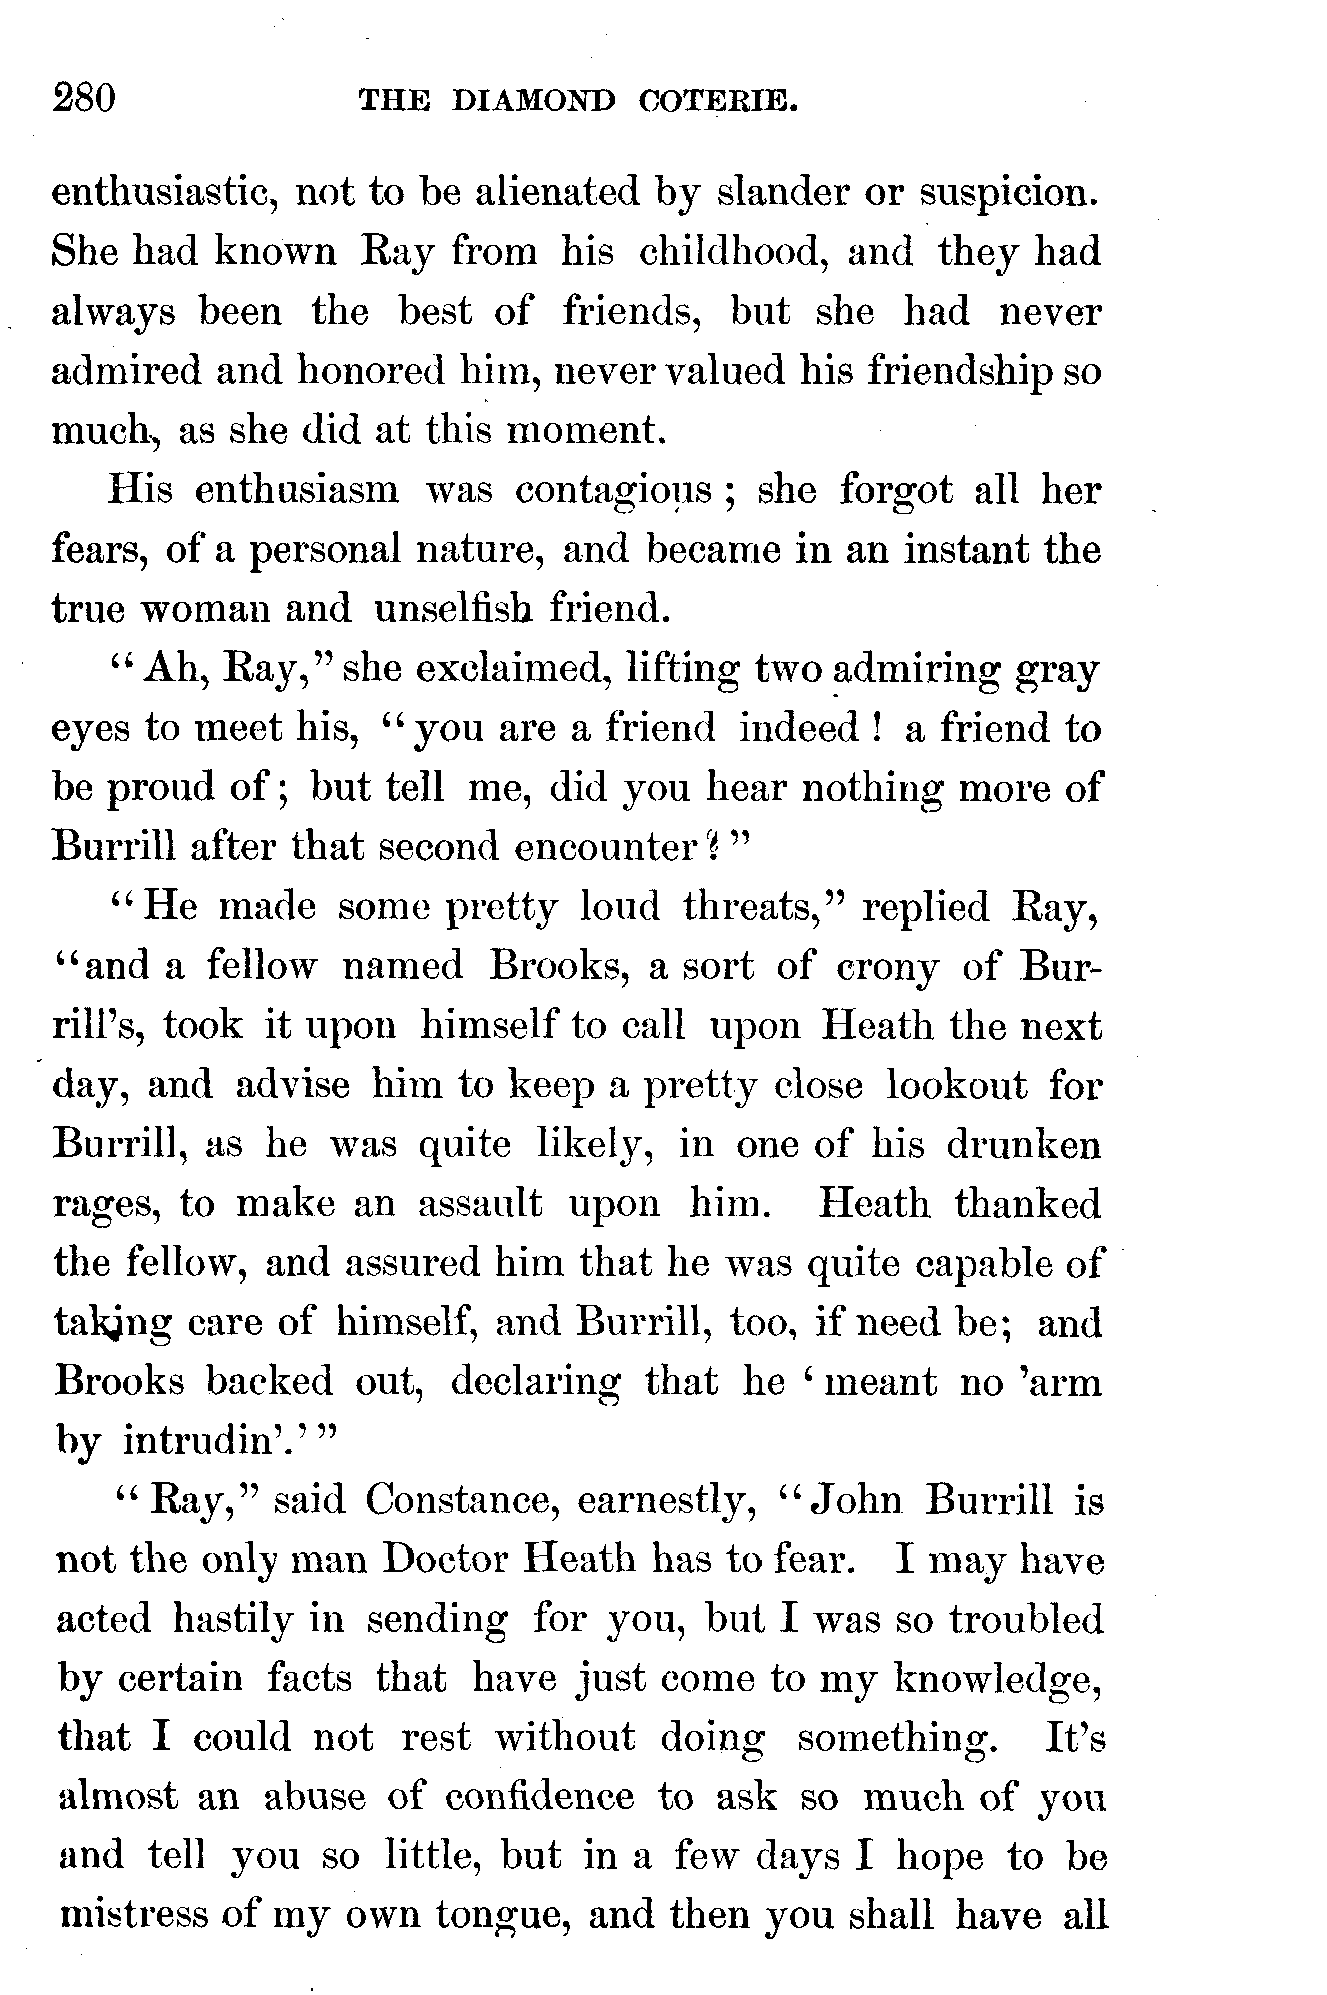 280 THE DIAMOND COTERIE.
enthusiastic, not to be alienated by slander or suspicion.
She had known Ray from his childhood, and they had
always been the best of friends, but she had never
admired and honored him, never valued his friendship so
much, as she did at this moment.
His enthusiasm was contagious ; she forgot all her
fears, of a personal nature, and became in an instant the
true woman and unselfish friend.
“ Ah, Ray,” she exclaimed, lifting two admiring gray
eyes to meet his, “ you are a friend indeed ! a friend to
be proud of ; but tell me, did you hear nothing more of
Burrill after that second encounter ? ”
“ He made some pretty loud threats,” replied Ray,
“and a fellow named Brooks, a sort of crony of Bur-
rill’s, took it upon himself to call upon Heath the next
day, and advise him to keep a pretty close lookout for
Burrill, as he was quite likely, in one of his drunken
rages, to make an assault upon him. Heath thanked
the fellow, and assured him that he was quite capable of
taking care of himself, and Burrill, too, if need be; and
Brooks backed out, declaring that he ‘ meant no ’arm
by intrudin’.’ ”
“ Ray,” said Constance, earnestly, “ John Burrill is
not the only man Doctor Heath has to fear. I may have
acted hastily in sending for you, but I was so troubled
by certain facts that have just come to my knowledge,
that I could not rest without doing something. It’s
almost an abuse of confidence to ask so much of you
and tell you so little, but in a few days I hope to be
mistress of my own tongue, and then you shall have all